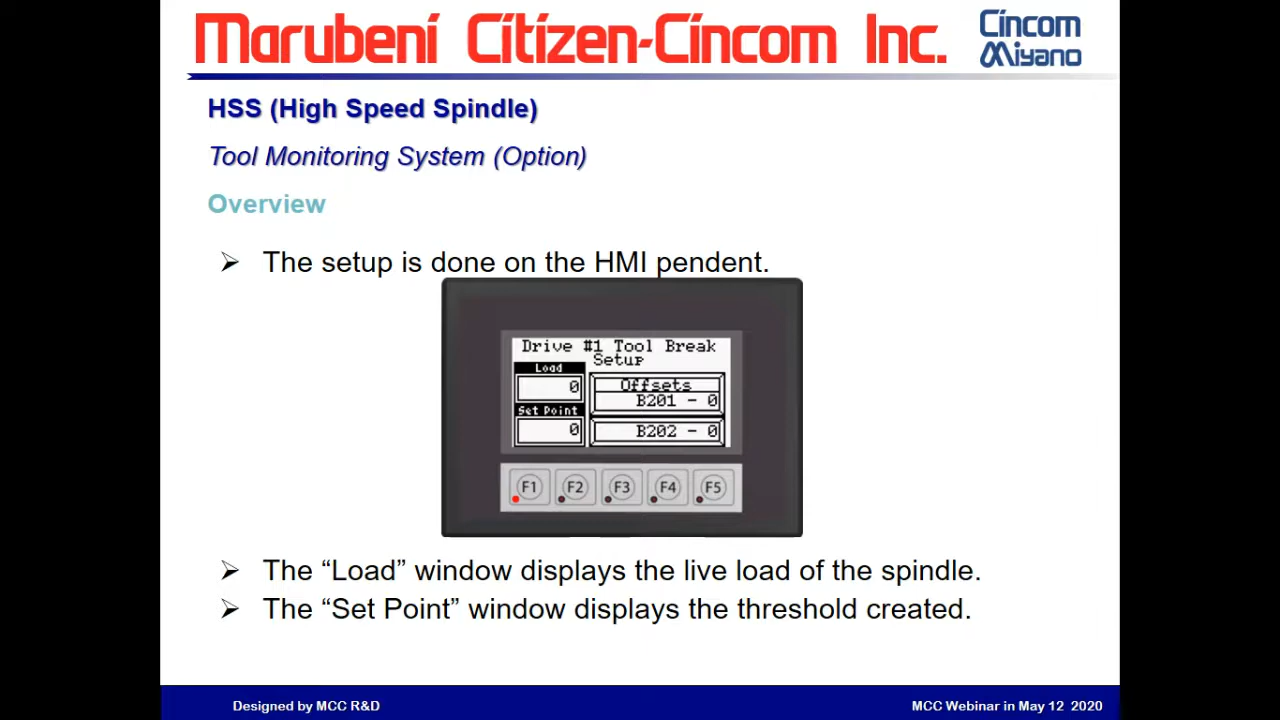 Marubeni Citizen-Cincom Inc.
Cincom
Miyano
HSS (High Speed Spindle)
Tool Monitoring System (Option)
Overview
➢ The setup is done on the HMI pendent.
Drive #1 Tool Break
Setup
Load
0
Set Point
0
Offsets
B201 - 0
B202 - 0
F1 F2 F3 F4 F5
➢ The “Load” window displays the live load of the spindle.
➢ The “Set Point” window displays the threshold created.
Designed by MCC R&D
MCC Webinar in May 12 2020